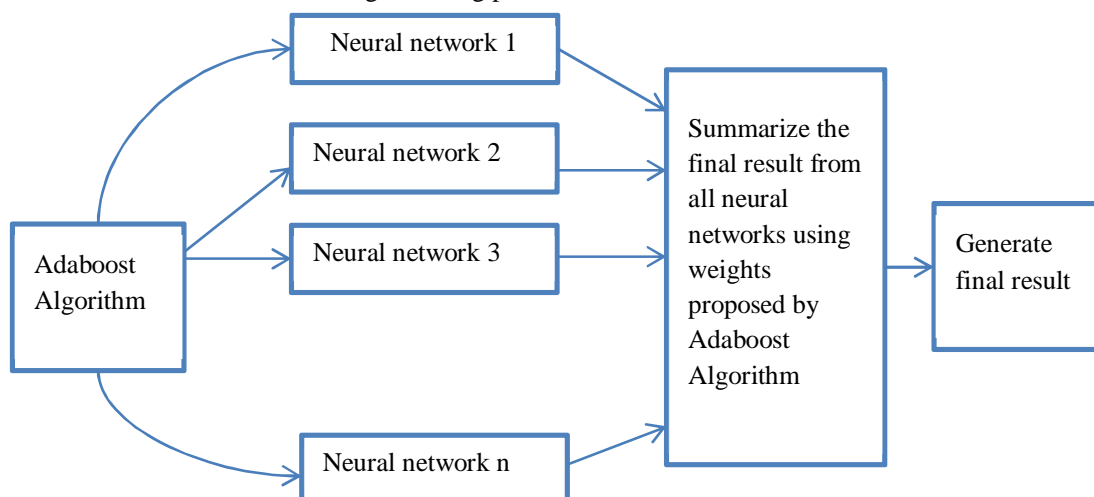 Neural network 1
Neural network 2
Neural network 3
Neural network n
Adaboost
Algorithm
Summarize the
final result from
all neural
networks using
weights
proposed by
Adaboost
Algorithm
Generate
final result